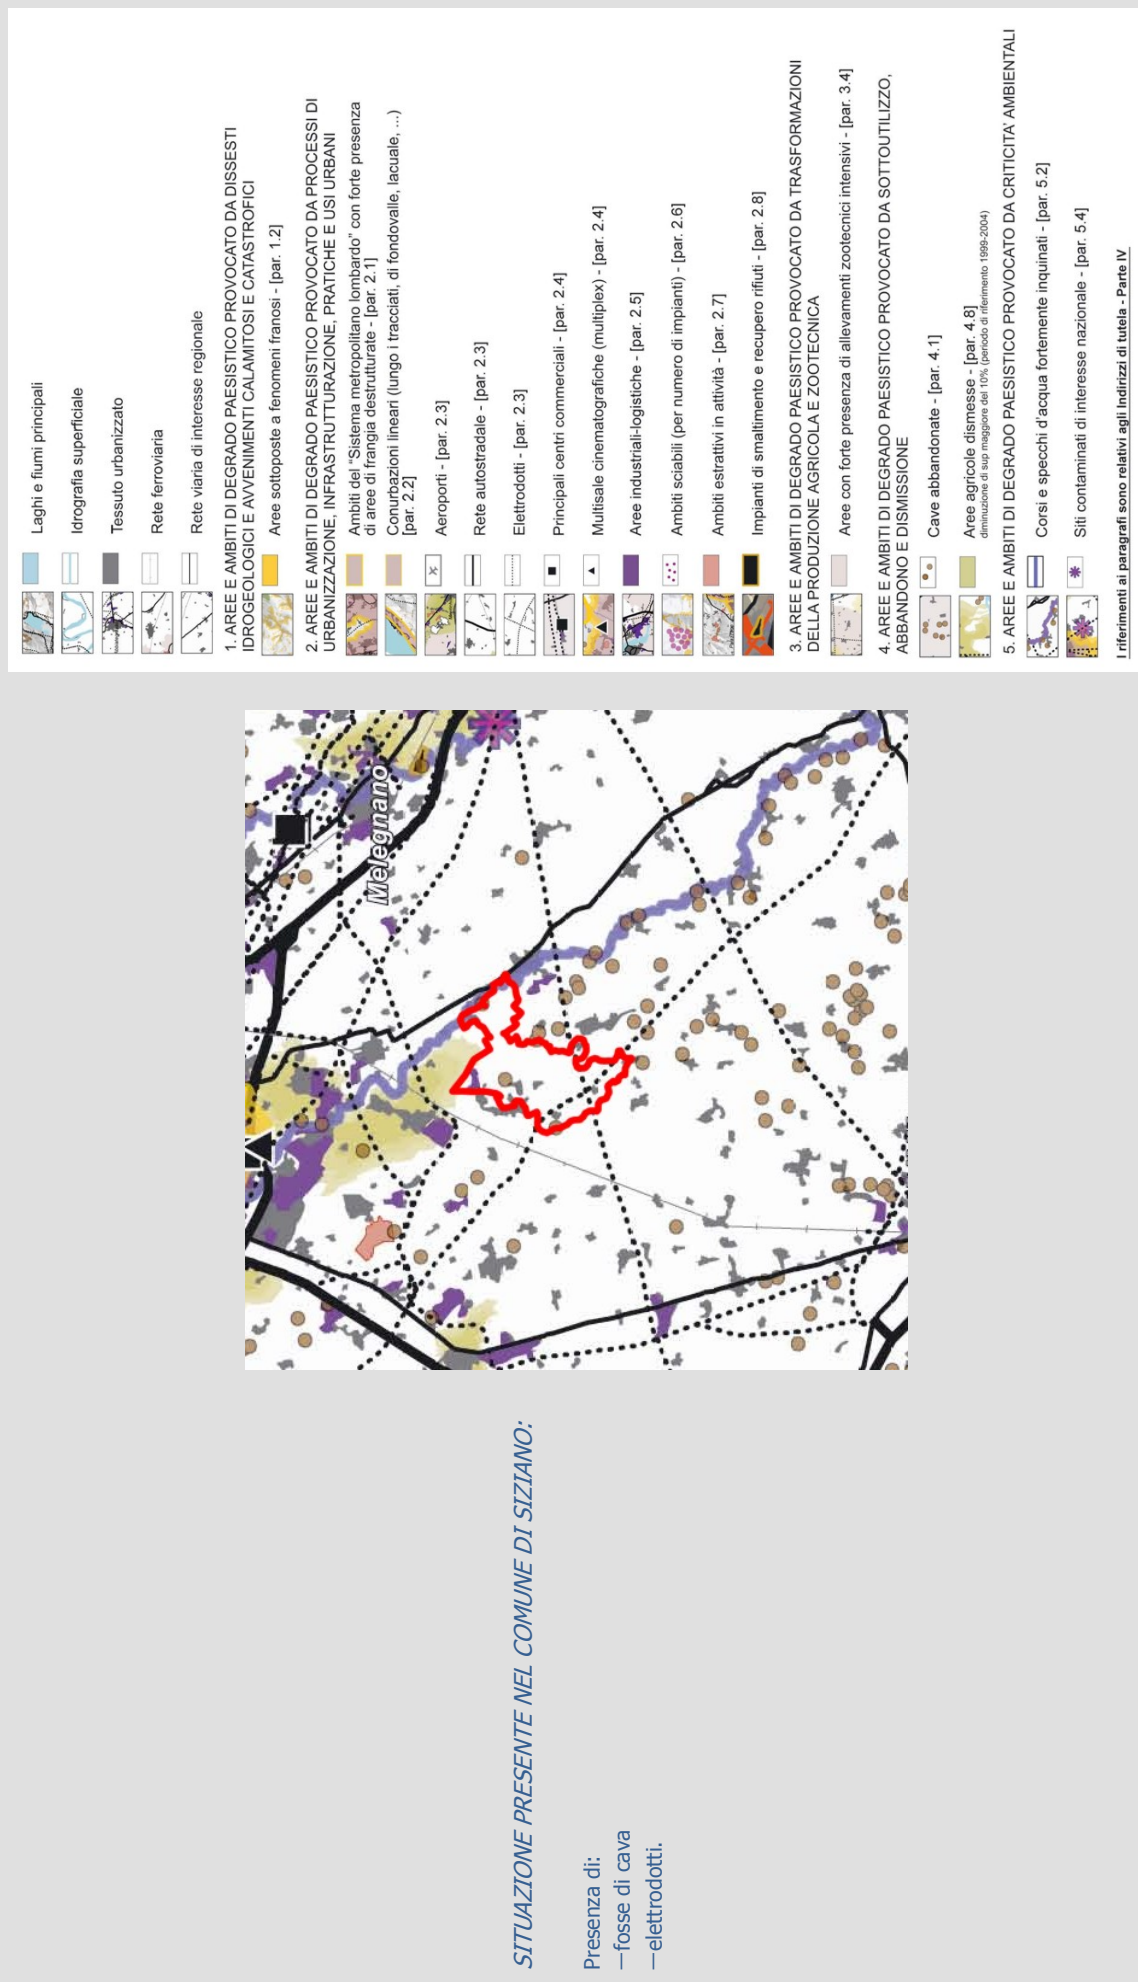 SITUAZIONE PRESENTE NEL COMUNE DI SIZIANO:
Presenza di:
—fosse di cava
—elettrodotti.
Melegnano
Laghi e fiumi principali
Idrografia superficiale
Tessuto urbanizzato
Rete ferroviaria
Rete viaria di interesse regionale
1. AREE E AMBITI DI DEGRADO PAESISTICO PROVOCATO DA DISSESTI
IDROGEOLOGICI E AVVENIMENTI CALAMITOSI E CATASTROFICI
Aree sottoposte a fenomeni franosi - [par. 1.2]
2. AREE E AMBITI DI DEGRADO PAESISTICO PROVOCATO DA PROCESSI DI
URBANIZZAZIONE, INFRASTRUTTURAZIONE, PRATICHE E USI URBANI
Ambiti del "Sistema metropolitano lombardo" con forte presenza
di aree di frangia destrutturate - [par. 2.1]
Conurbazioni lineari (lungo i tracciati, di fondovalle, lacuale, ...)
[par. 2.2]
Aeroporti - [par. 2.3]
Rete autostradale - [par. 2.3]
Elettrodotti - [par. 2.3]
Principali centri commerciali - [par. 2.4]
Multisale cinematografiche (multiplex) - [par. 2.4]
Aree industriali-logistiche - [par. 2.5]
Ambiti sciabili (per numero di impianti) - [par. 2.6]
Ambiti estrattivi in attività - [par. 2.7]
Impianti di smaltimento e recupero rifiuti - [par. 2.8]
3. AREE E AMBITI DI DEGRADO PAESISTICO PROVOCATO DA TRASFORMAZIONI
DELLA PRODUZIONE AGRICOLA E ZOOTECNICA
Aree con forte presenza di allevamenti zootecnici intensivi - [par. 3.4]
4. AREE E AMBITI DI DEGRADO PAESISTICO PROVOCATO DA SOTTOUTILIZZO,
ABBANDONO E DISMISSIONE
Cave abbandonate - [par. 4.1]
Aree agricole dismesse - [par. 4.8]
diminuzione di sup maggiore del 10% (periodo di riferimento 1999-2004)
5. AREE E AMBITI DI DEGRADO PAESISTICO PROVOCATO DA CRITICITA' AMBIENTALI
Corsi e specchi d'acqua fortemente inquinati - [par. 5.2]
Siti contaminati di interesse nazionale - [par. 5.4]
I riferimenti ai paragrafi sono relativi agli Indirizzi di tutela - Parte IV